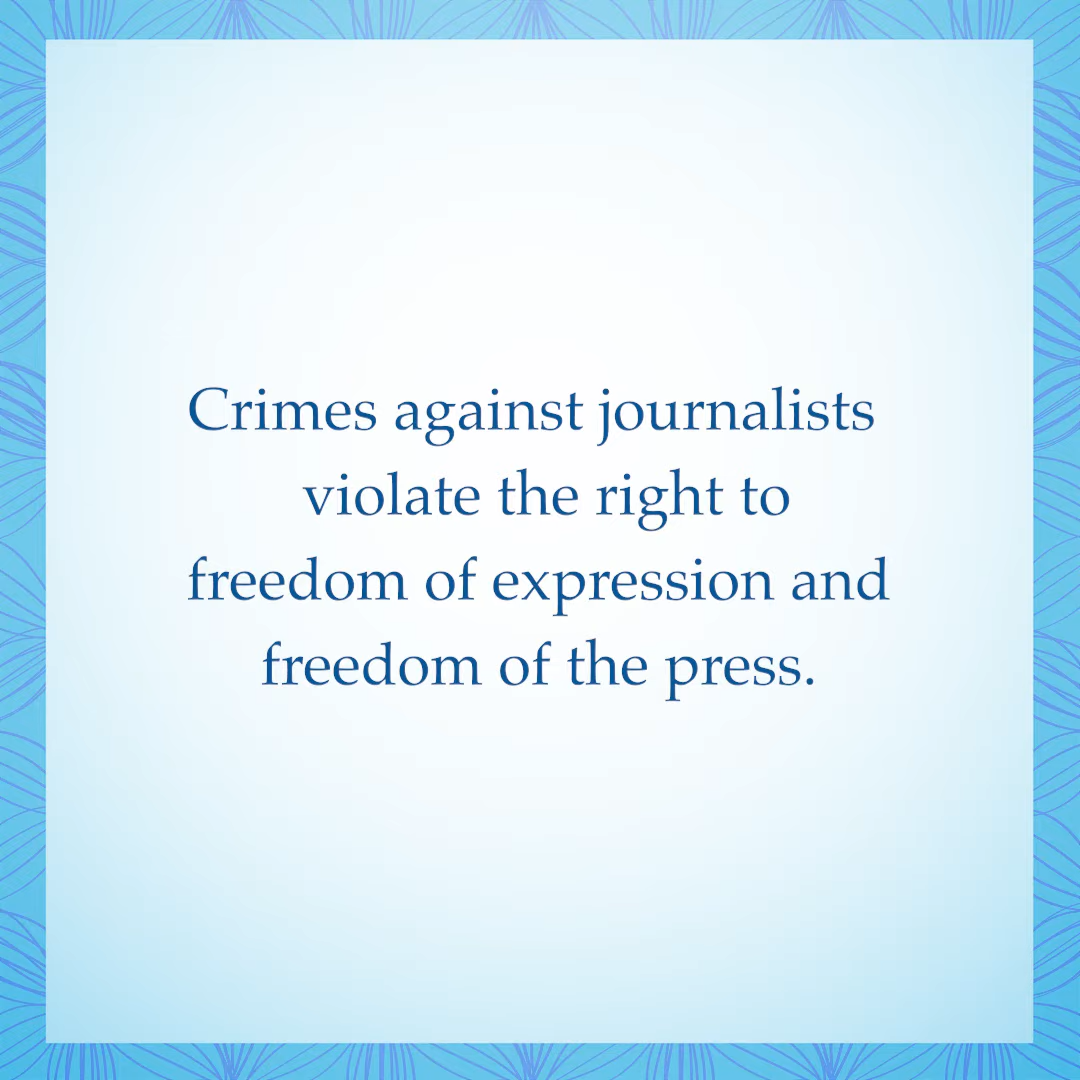 Crimes against journalists
violate the right to
freedom of expression and
freedom of the press.